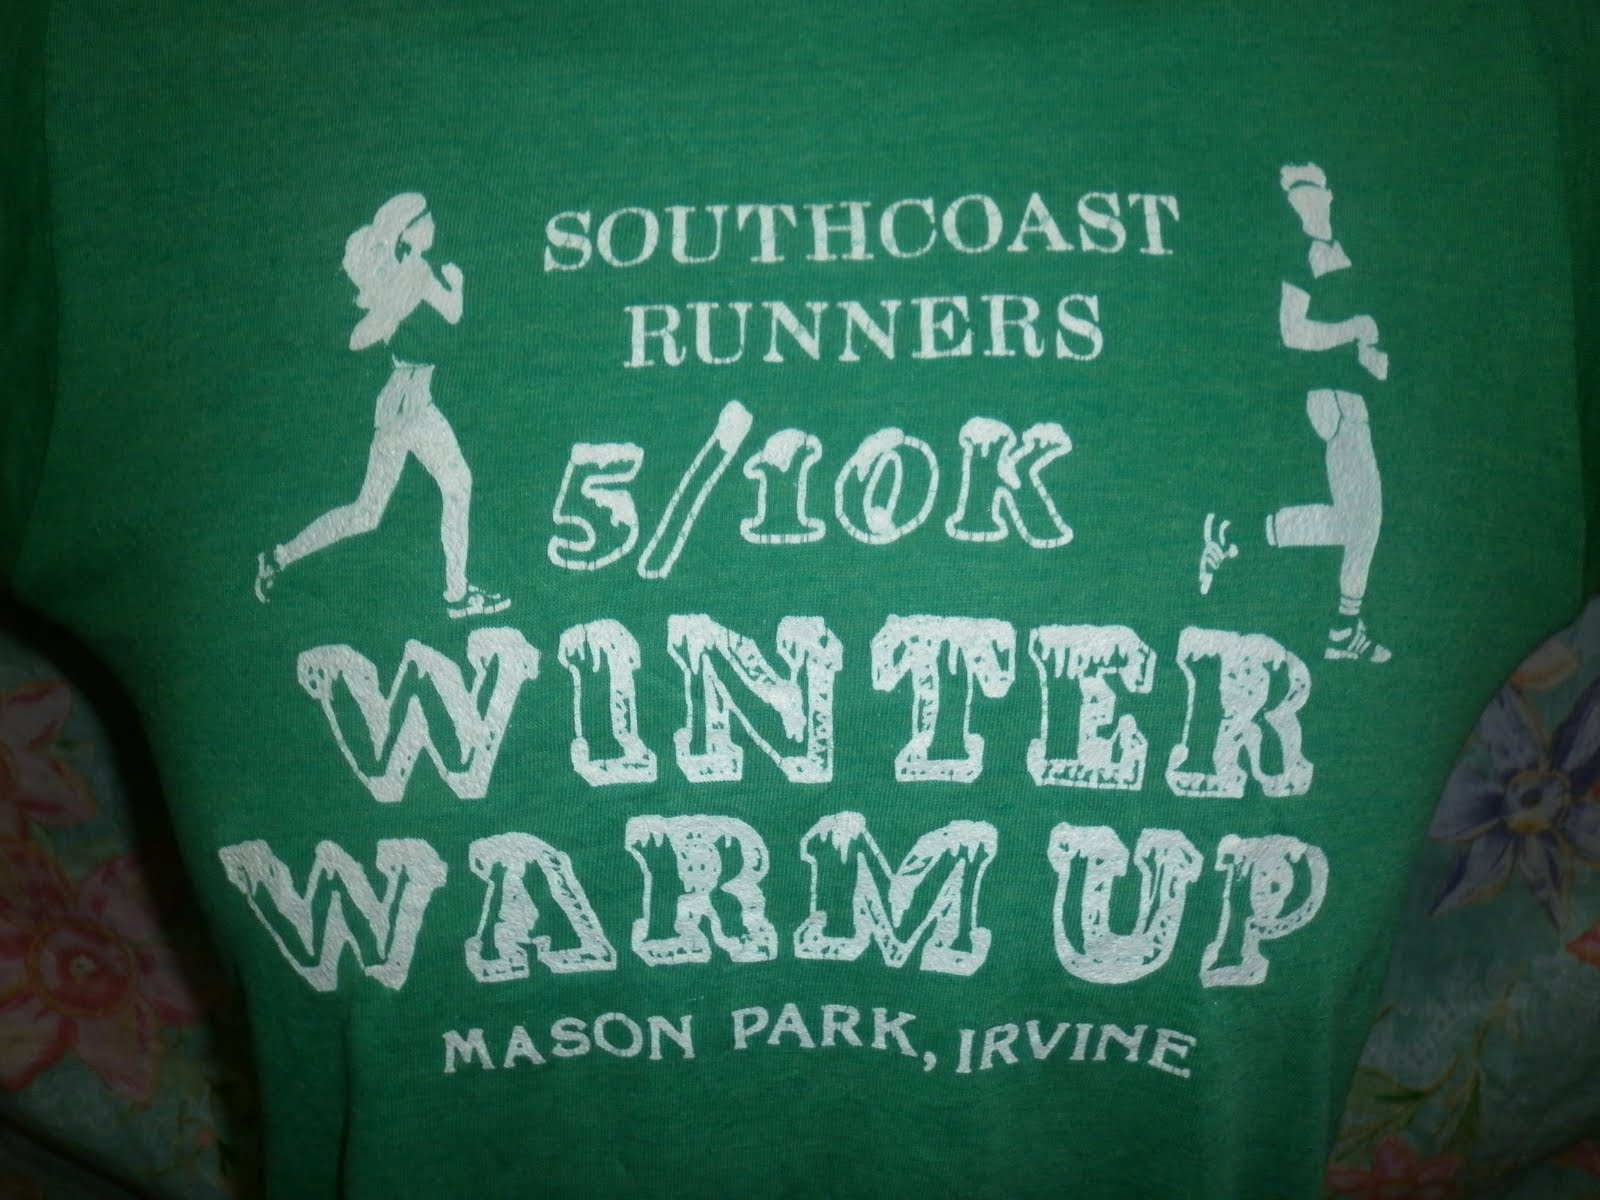 SOUTHCOAST
RUNNERS
5/10K
WINTER
WARM UP
MASON PARK, IRVINE